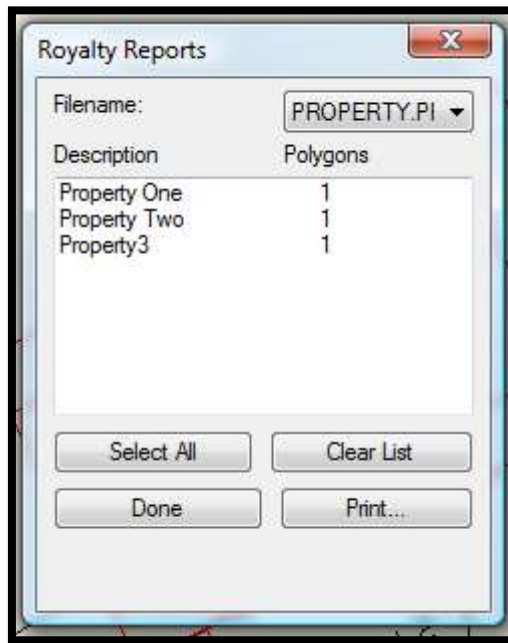 Royalty Reports
Filename: PROPERTY.PI
Description Polygons
Property One 1
Property Two 1
Property3 1
Select All Clear List
Done Print...